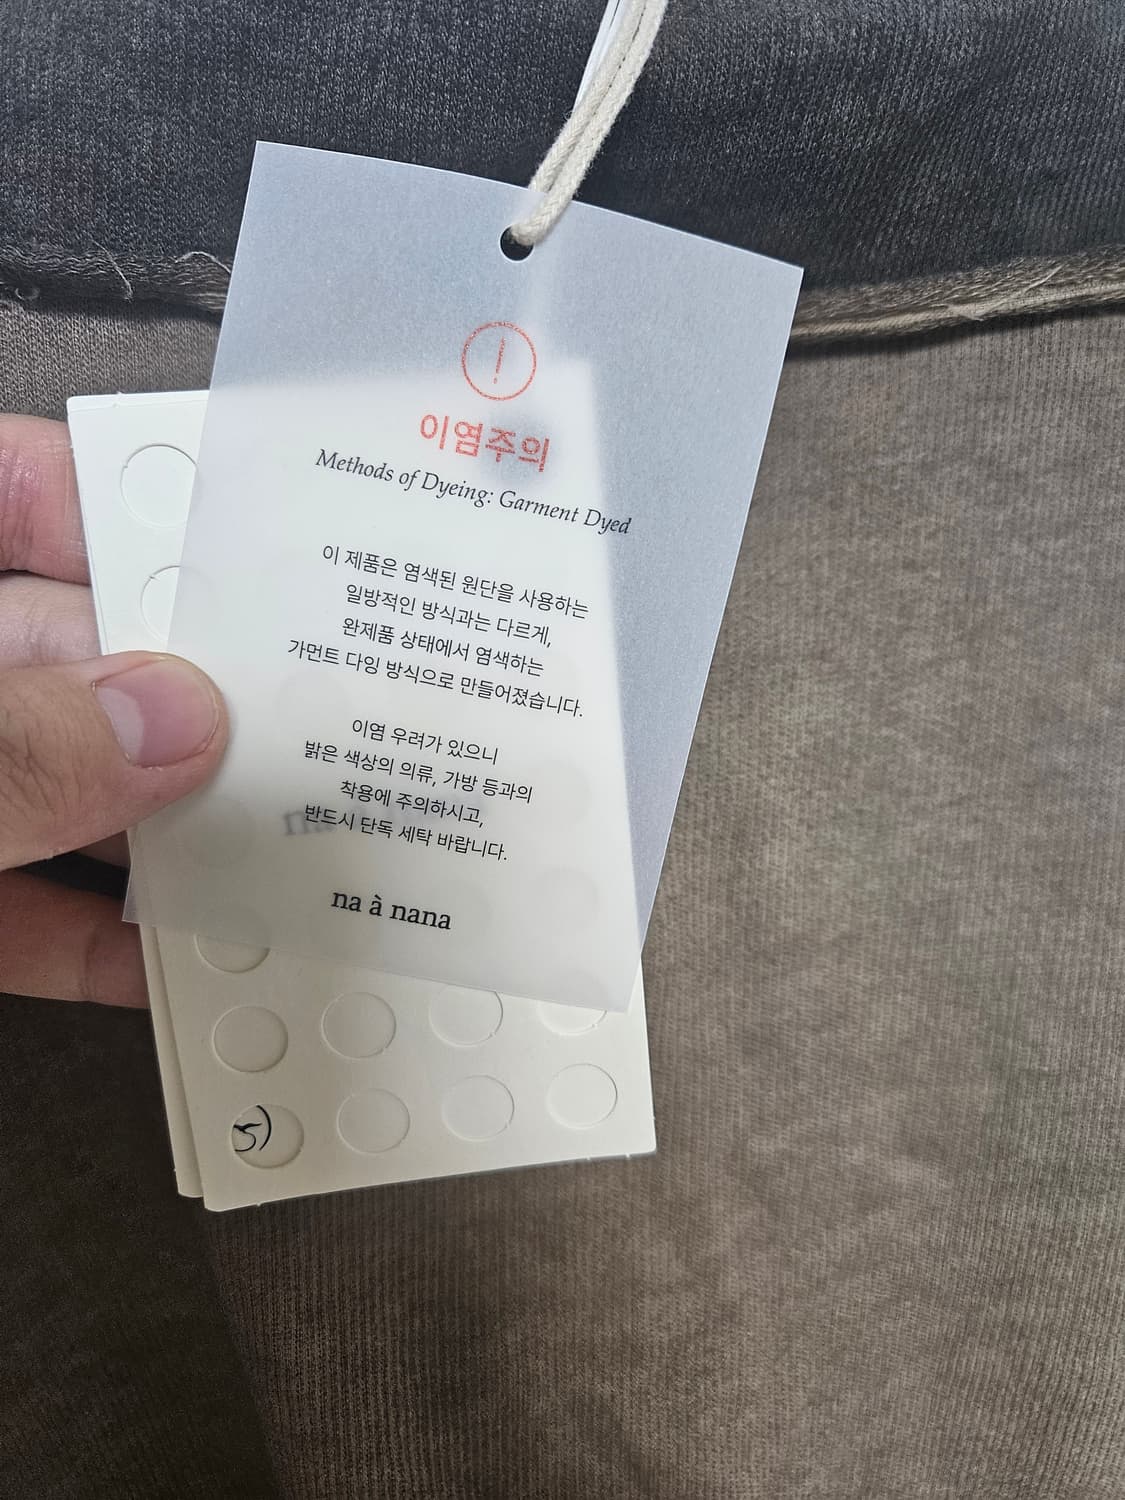 !
이염주의
Methods of Dyeing: Garment Dyed
이 제품은 염색된 원단을 사용하는
일방적인 방식과는 다르게,
완제품 상태에서 염색하는
가먼트 다잉 방식으로 만들어졌습니다.
이염 우려가 있으니
밝은 색상의 의류, 가방 등과의
착용에 주의하시고,
반드시 단독 세탁 바랍니다.
na à nana